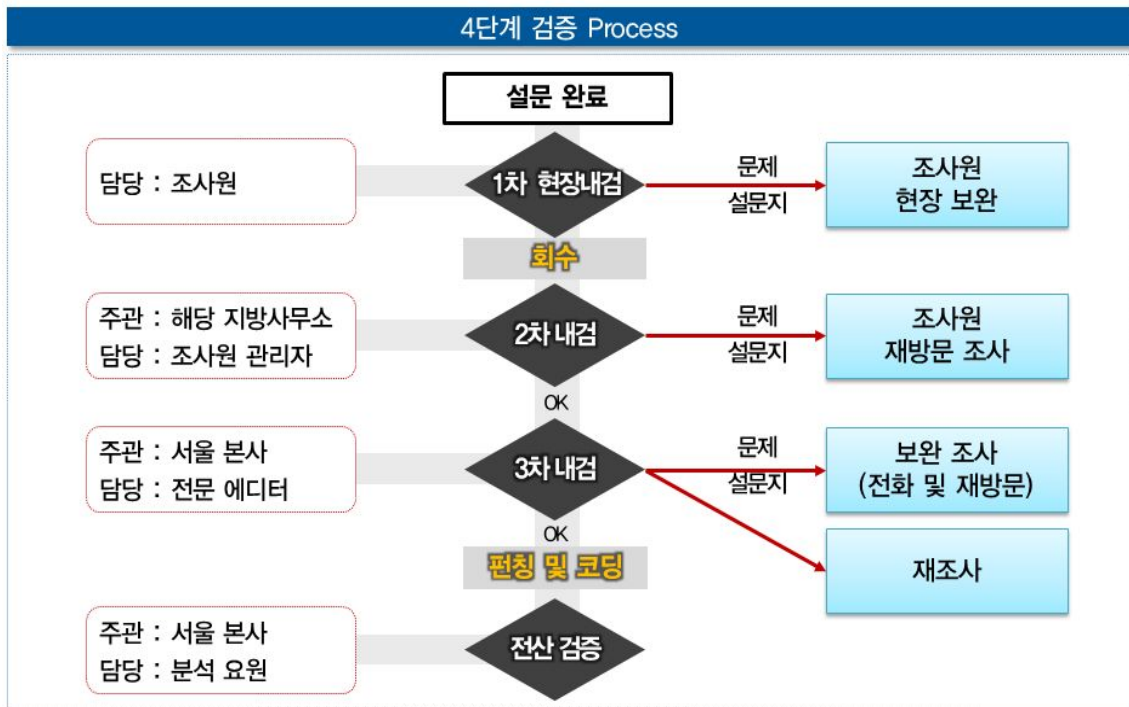 4단계 검증 Process
설문 완료
담당 : 조사원
1차 현장내검
문제
설문지
조사원
현장 보완
회수
주관 : 해당 지방사무소
담당 : 조사원 관리자
2차 내검
문제
설문지
조사원
재방문 조사
OK
주관 : 서울 본사
담당 : 전문 에디터
3차 내검
문제
설문지
보완 조사
(전화 및 재방문)
OK
재조사
펀칭 및 코딩
주관 : 서울 본사
담당 : 분석 요원
전산 검증